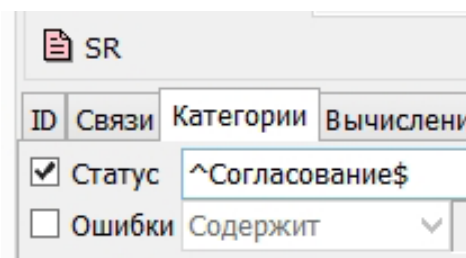 SR
ID Связи Категории Вычислени
Статус ^Согласование$
Ошибки Содержит